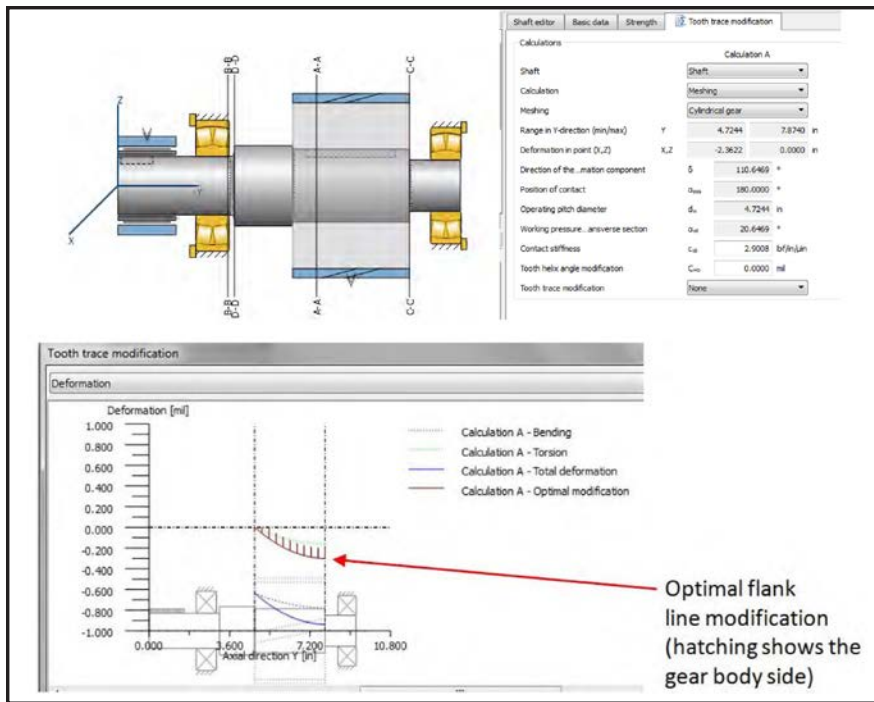 B-B
D-D
A-A
C-C
Z
Y
X
B-B
D-D
A-A
C-C
Shaft editor Basic data Strength Tooth trace modification
Calculations
Calculation A
Shaft Shaft
Calculation Meshing
Meshing Cylindrical gear
Range in Y-direction (min/max) Y 4.7244 7.8740 in
Deformation in point (X,Z) X,Z -2.3622 0.0000 in
Direction of the...mation component δ 110.6469 °
Position of contact 180.0000 °
Operating pitch diameter 4.7244 in
Working pressure...ansverse section 20.6469 °
Contact stiffness 2.9008 bf/in/µin
Tooth helix angle modification 0.0000 mil
Tooth trace modification None
Tooth trace modification
Deformation
Deformation [mil]
1.000
0.800
0.600
0.400
0.200
0.000
-0.200
-0.400
-0.600
-0.800
-1.000
0.000 3.600 7.200 10.800
Axial direction Y [in]
Calculation A - Bending
Calculation A - Torsion
Calculation A - Total deformation
Calculation A - Optimal modification
Optimal flank
line modification
(hatching shows the
gear body side)